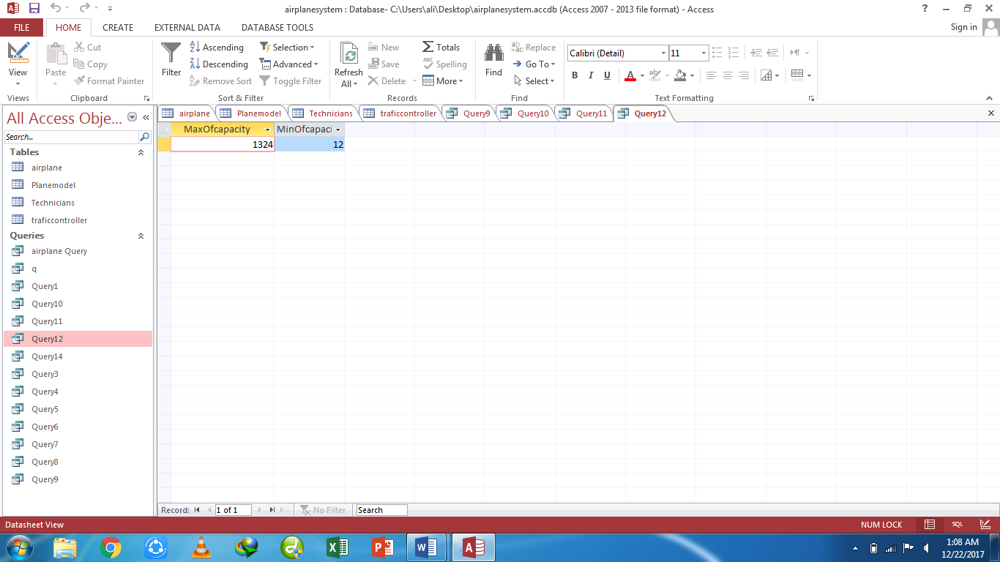 airplanesystem : Database- C:\Users\ali\Desktop\airplanesystem.accdb (Access 2007 - 2013 file format) - Access
FILE HOME CREATE EXTERNAL DATA DATABASE TOOLS Sign in
View
Views
Paste
Cut
Copy
Format Painter
Clipboard
Filter
Ascending
Descending
Remove Sort
Selection
Advanced
Toggle Filter
Sort & Filter
Refresh
All
New
Save
Delete
Totals
Spelling
More
Records
Find
Replace
Go To
Select
Find
Calibri (Detail) 11
B I U A
Text Formatting
All Access Obje...
Search...
Tables
airplane
Planemodel
Technicians
traficcontroller
Queries
airplane Query
q
Query1
Query10
Query11
Query12
Query14
Query3
Query4
Query5
Query6
Query7
Query8
Query9
airplane Planemodel Technicians traficcontroller Query9 Query10 Query11 Query12
MaxOfcapacity MinOfcapaci
1324 12
Record: 1 of 1 No Filter Search
Datasheet View NUM LOCK SQL
1:08 AM
12/22/2017